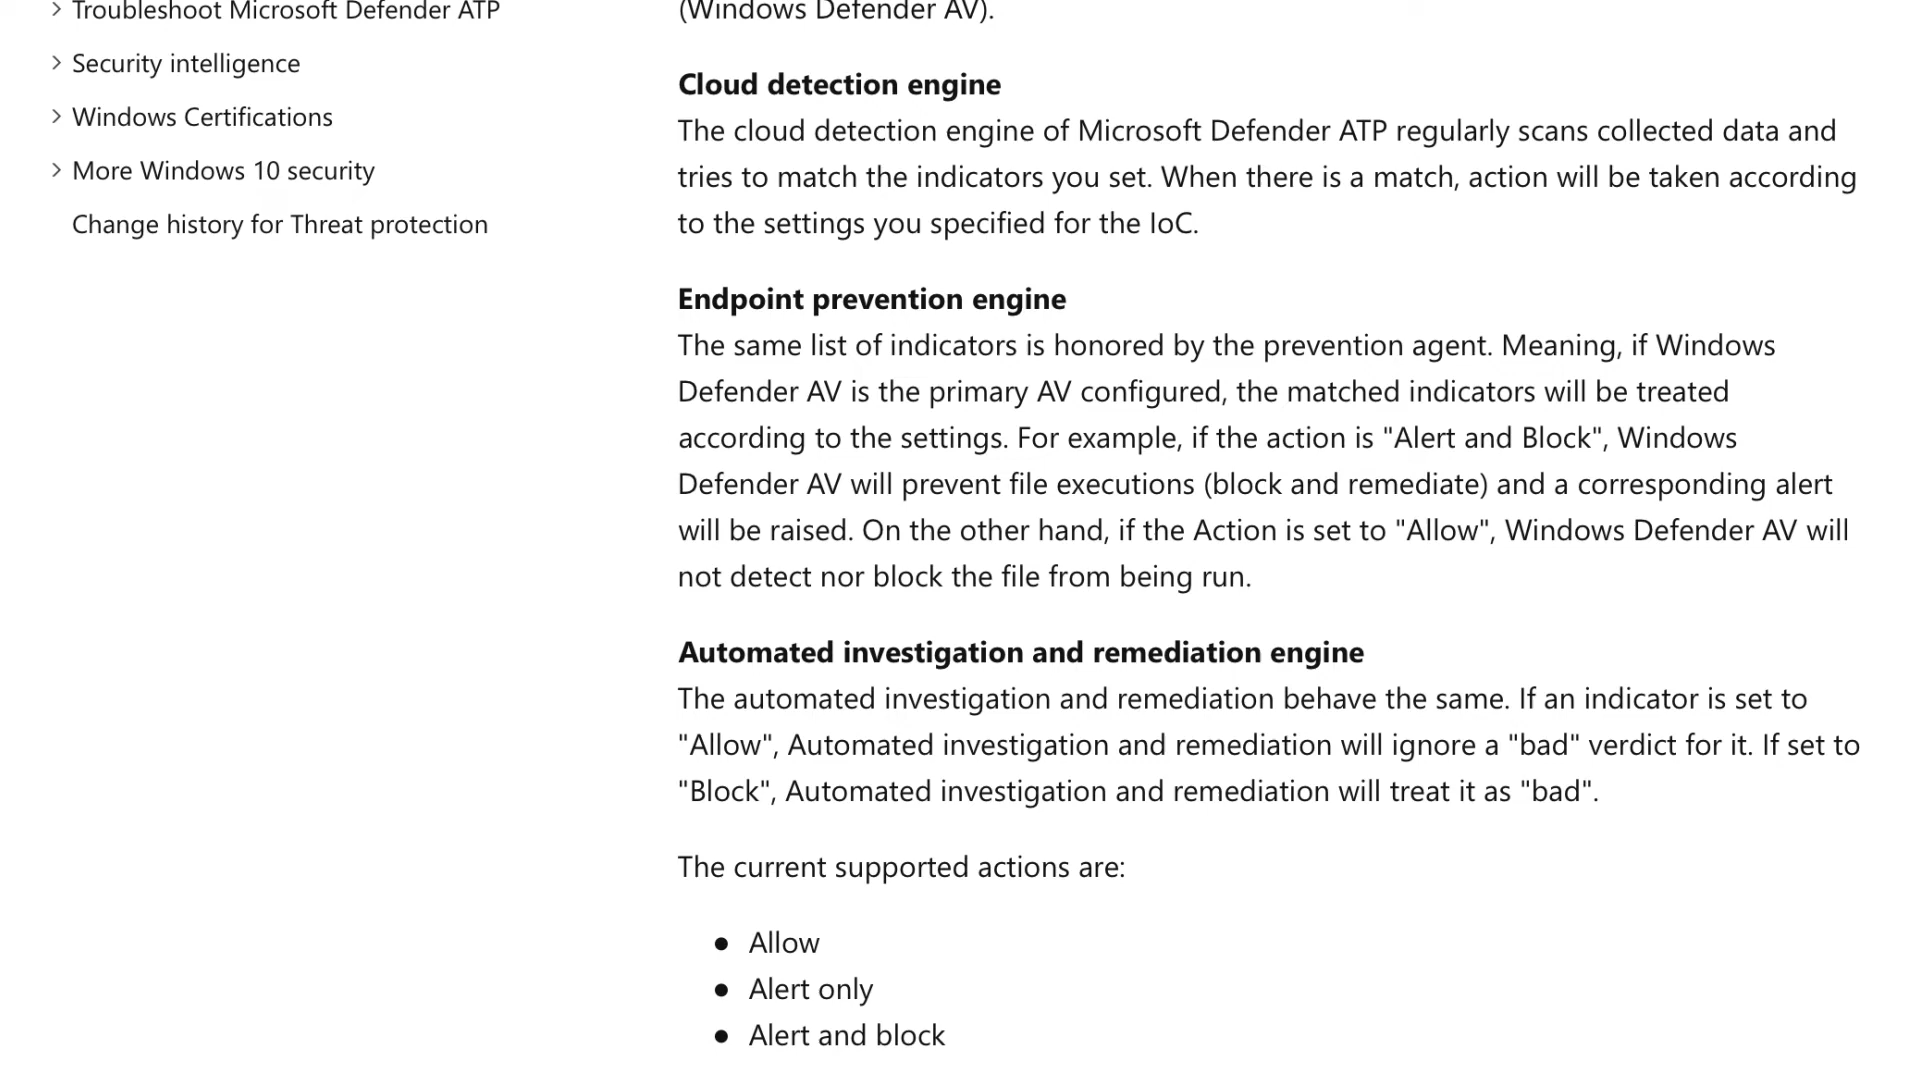 Troubleshoot Microsoft Defender ATP
Security intelligence
Windows Certifications
More Windows 10 security
Change history for Threat protection
(Windows Defender AV).
Cloud detection engine
The cloud detection engine of Microsoft Defender ATP regularly scans collected data and
tries to match the indicators you set. When there is a match, action will be taken according
to the settings you specified for the IoC.
Endpoint prevention engine
The same list of indicators is honored by the prevention agent. Meaning, if Windows
Defender AV is the primary AV configured, the matched indicators will be treated
according to the settings. For example, if the action is "Alert and Block", Windows
Defender AV will prevent file executions (block and remediate) and a corresponding alert
will be raised. On the other hand, if the Action is set to "Allow", Windows Defender AV will
not detect nor block the file from being run.
Automated investigation and remediation engine
The automated investigation and remediation behave the same. If an indicator is set to
"Allow", Automated investigation and remediation will ignore a "bad" verdict for it. If set to
"Block", Automated investigation and remediation will treat it as "bad".
The current supported actions are:
● Allow
● Alert only
● Alert and block